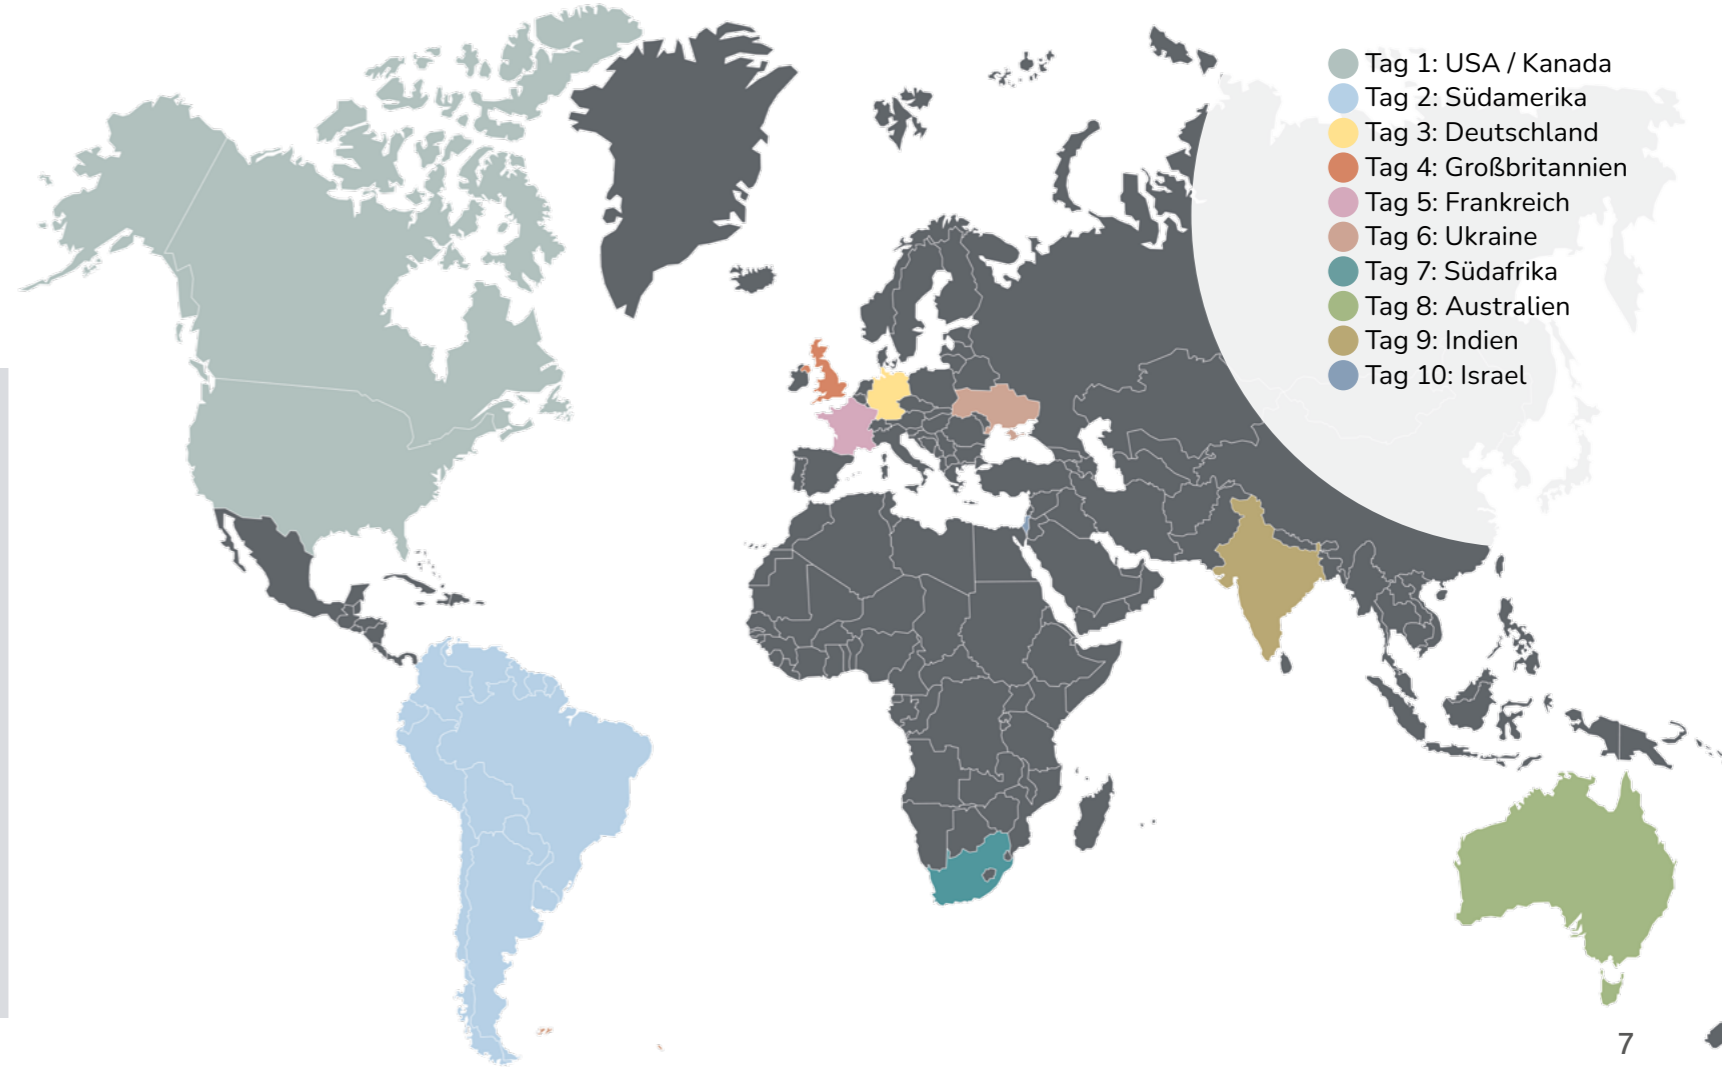 Tag 1: USA / Kanada
Tag 2: Südamerika
Tag 3: Deutschland
Tag 4: Großbritannien
Tag 5: Frankreich
Tag 6: Ukraine
Tag 7: Südafrika
Tag 8: Australien
Tag 9: Indien
Tag 10: Israel
7